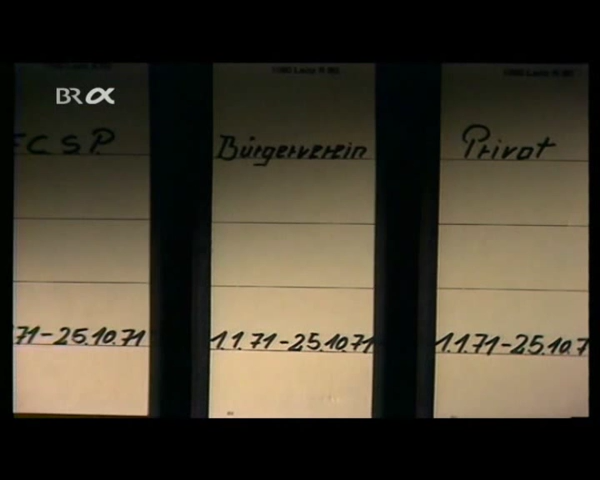 BR α
F.C.S.P.
Bürgerverein
Privat
71-25.10.71
1.1.71-25.10.71
1.1.71-25.10.7